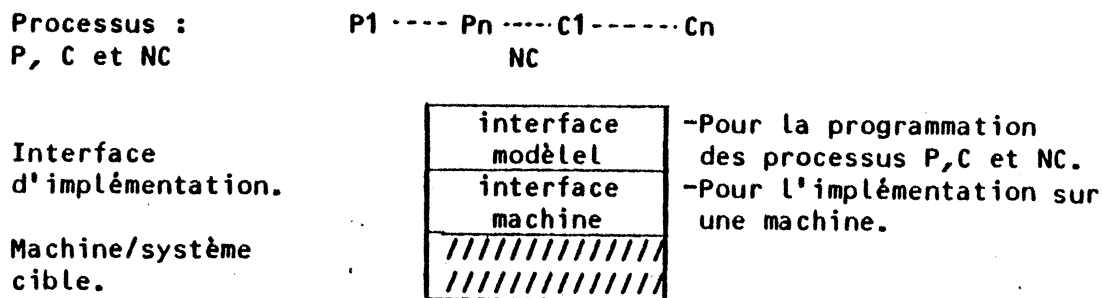 Processus : P1 ---- Pn ----- C1 ------- Cn
P, C et NC NC
interface -Pour la programmation
Interface modèlel des processus P,C et NC.
d'implémentation. interface -Pour l'implémentation sur
machine une machine.
Machine/système /////////////
cible. /////////////